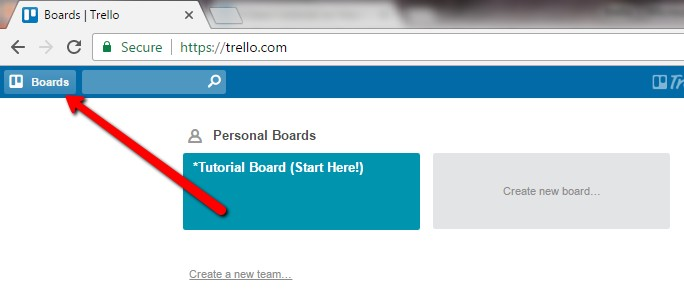 Boards | Trello
Secure https://trello.com
Boards
Personal Boards
*Tutorial Board (Start Here!)
Create new board…
Create a new team…